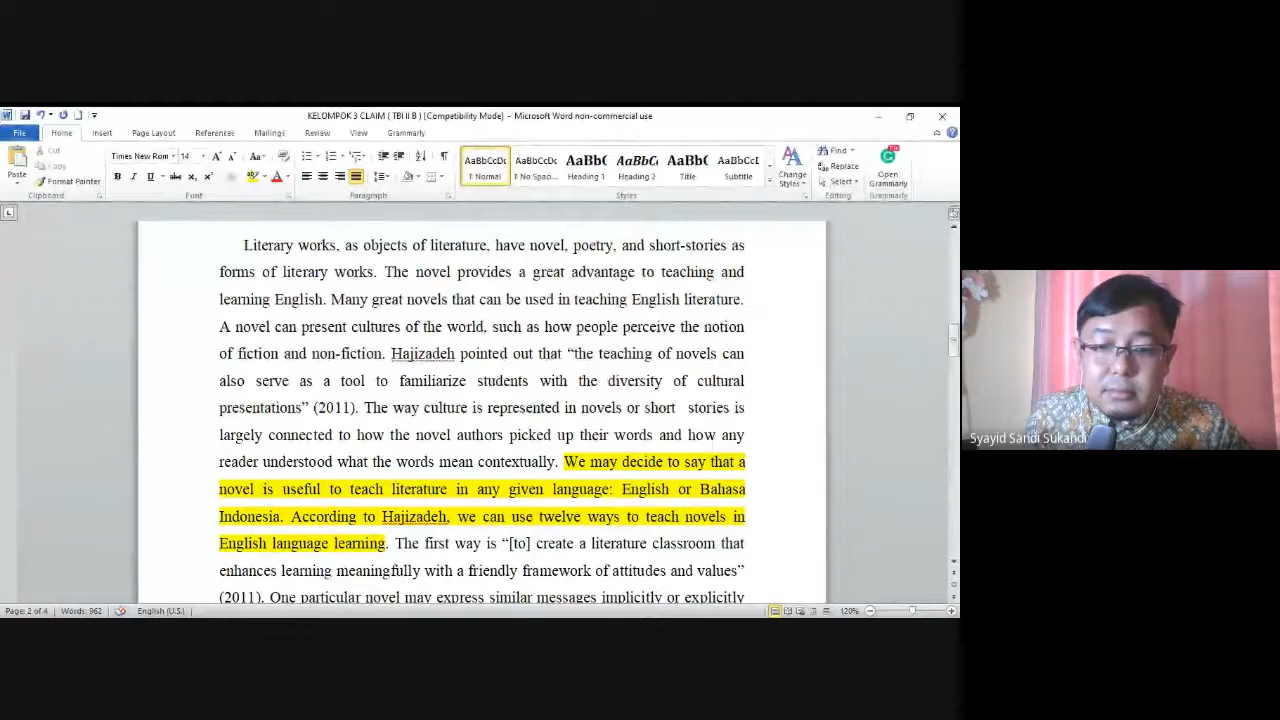 KELOMPOK 3 CLAIM ( TBI II B ) [Compatibility Mode] - Microsoft Word non-commercial use
File Home Insert Page Layout References Mailings Review View Grammarly
Cut
Copy
Format Painter
Paste
Clipboard
Times New Rom 14
Font
Paragraph
AaBbCcDc AaBbCcDc AaBbC AaBbCc AaBbC AaBbCcI
¶ Normal ¶ No Spaci... Heading 1 Heading 2 Title Subtitle
Styles
Change Styles
Find
Replace
Select
Editing
Open Grammarly
Grammarly
Literary works, as objects of literature, have novel, poetry, and short-stories as
forms of literary works. The novel provides a great advantage to teaching and
learning English. Many great novels that can be used in teaching English literature.
A novel can present cultures of the world, such as how people perceive the notion
of fiction and non-fiction. Hajizadeh pointed out that “the teaching of novels can
also serve as a tool to familiarize students with the diversity of cultural
presentations” (2011). The way culture is represented in novels or short stories is
largely connected to how the novel authors picked up their words and how any
reader understood what the words mean contextually. We may decide to say that a
novel is useful to teach literature in any given language: English or Bahasa
Indonesia. According to Hajizadeh, we can use twelve ways to teach novels in
English language learning. The first way is “[to] create a literature classroom that
enhances learning meaningfully with a friendly framework of attitudes and values”
(2011). One particular novel may express similar messages implicitly or explicitly
Page: 2 of 4 Words: 962 English (U.S.) 120%
Syayid Sandi Sukandi